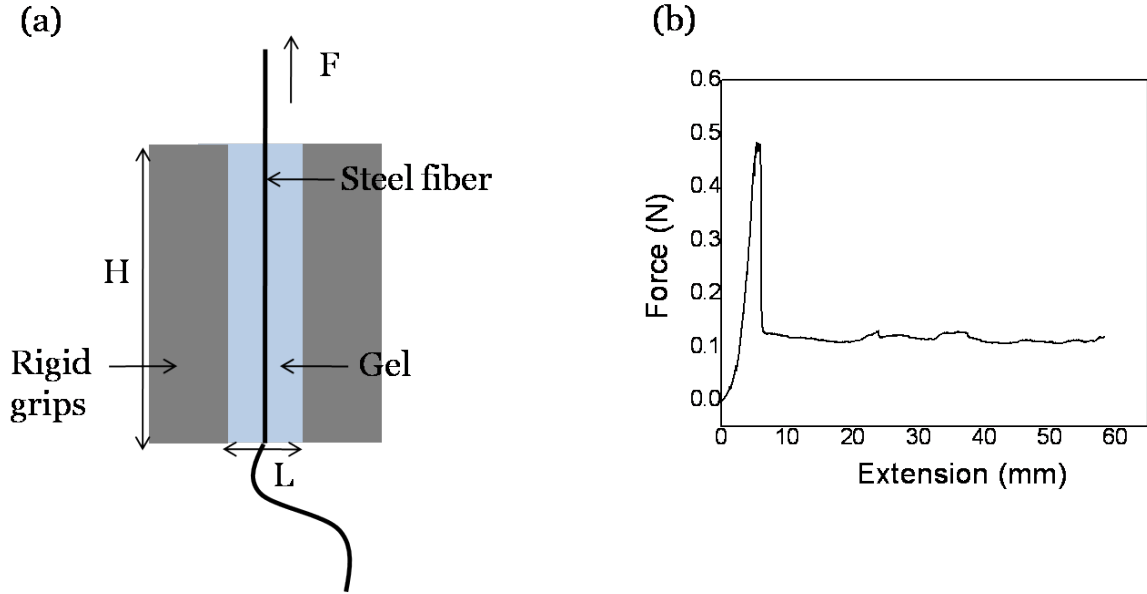 (a)
F
Steel fiber
H
Rigid
grips
Gel
L
(b)
0.6
0.5
0.4
0.3
0.2
0.1
0.0
Force (N)
0 10 20 30 40 50 60
Extension (mm)